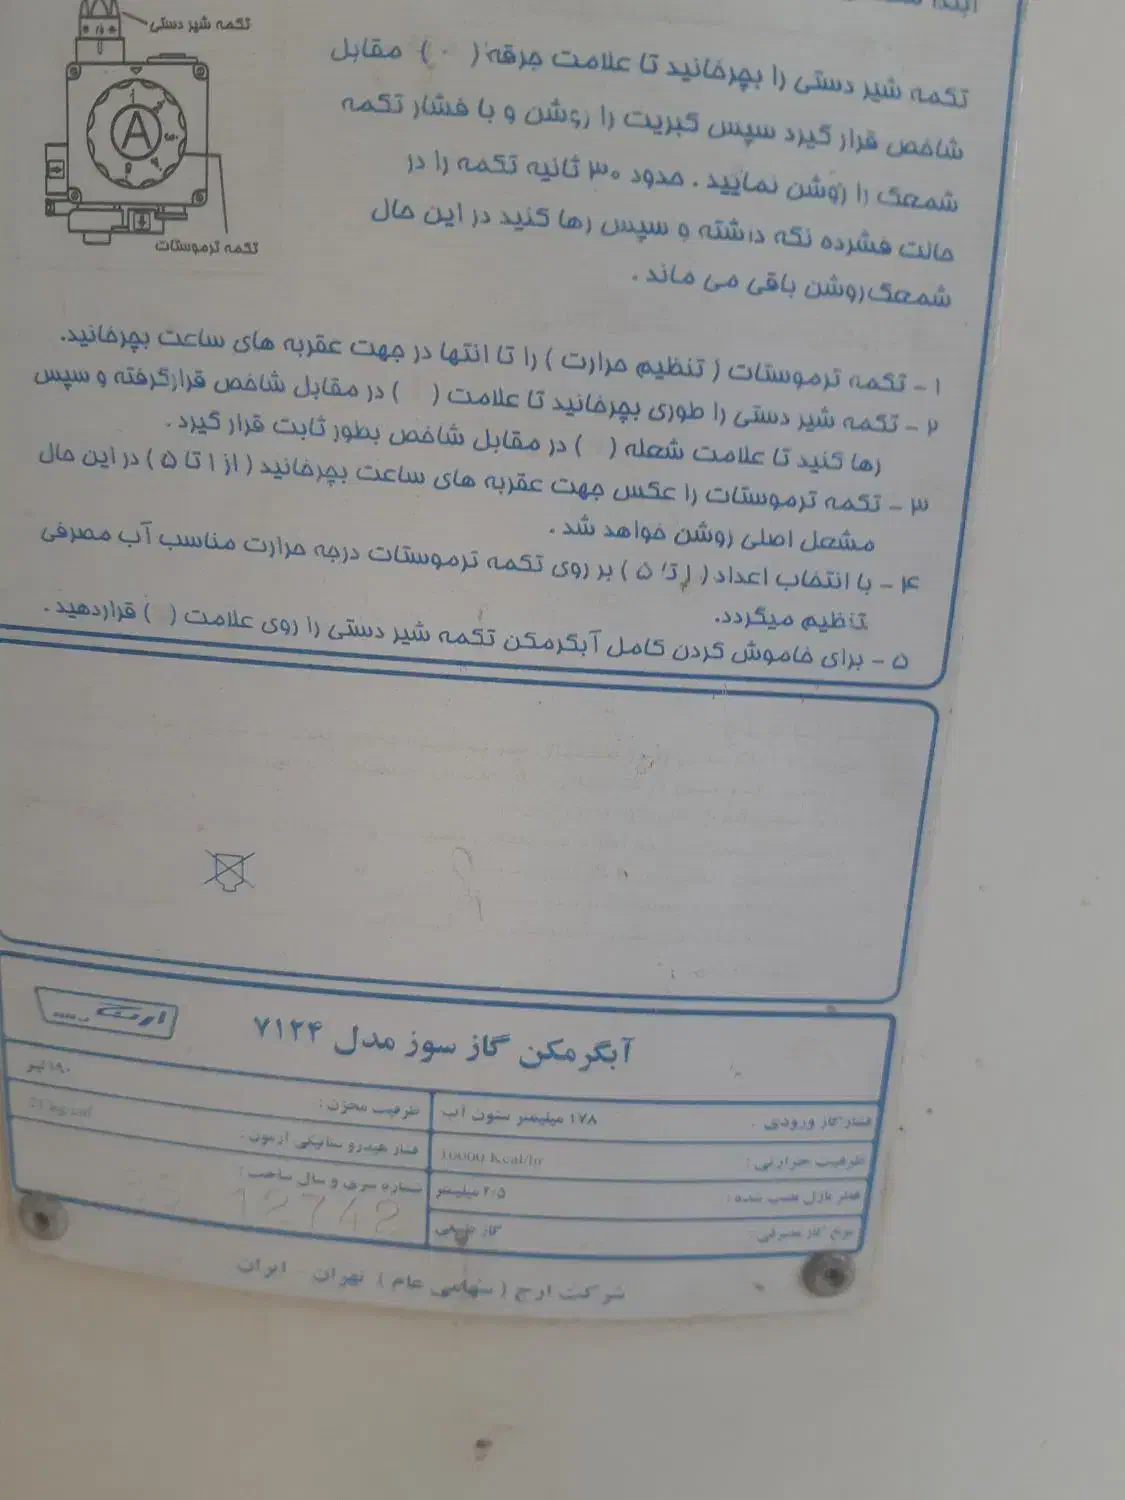 تکمه شیر دستی
تکمه شیر دستی را بچرخانید تا علامت جرقه ( ) مقابل
شاخص قرار گیرد سپس کبریت را روشن و با فشار تکمه
شمعک را روشن نمایید . حدود ۳۰ ثانیه تکمه را در
حالت فشرده نگه داشته و سپس رها کنید در این حال
شمعک روشن باقی می ماند .
A
تکمه ترموستات
۱ - تکمه ترموستات ( تنظیم حرارت ) را تا انتها در جهت عقربه های ساعت بچرخانید.
۲ - تکمه شیر دستی را طوری بچرخانید تا علامت ( ) در مقابل شاخص قرارگرفته و سپس
رها کنید تا علامت شعله ( ) در مقابل شاخص بطور ثابت قرار گیرد .
۳ - تکمه ترموستات را عکس جهت عقربه های ساعت بچرخانید ( از ۱ تا ۵ ) در این حال
مشعل اصلی روشن خواهد شد .
۴ - با انتخاب اعداد ( ۱ تا ۵ ) بر روی تکمه ترموستات درجه حرارت مناسب آب مصرفی
تنظیم میگردد.
۵ - برای خاموش کردن کامل آبگرمکن تکمه شیر دستی را روی علامت ( ) قراردهید .
آبگرمکن گاز سوز مدل ۷۱۲۴
ارج
فشار گاز ورودی : ۱۷۸ میلیمتر ستون آب
ظرفیت مخزن : ۱۹۰ لیتر
ظرفیت حرارتی : 10000 Kcal/hr
فشار هیدرو ستاتیکی آزمون :
قطر نازل نصب شده : ۲/۵ میلیمتر
شماره سری و سال ساخت : 12742
نوع گاز مصرفی : گاز طبیعی
شرکت ارج ( سهامی عام ) تهران - ایران